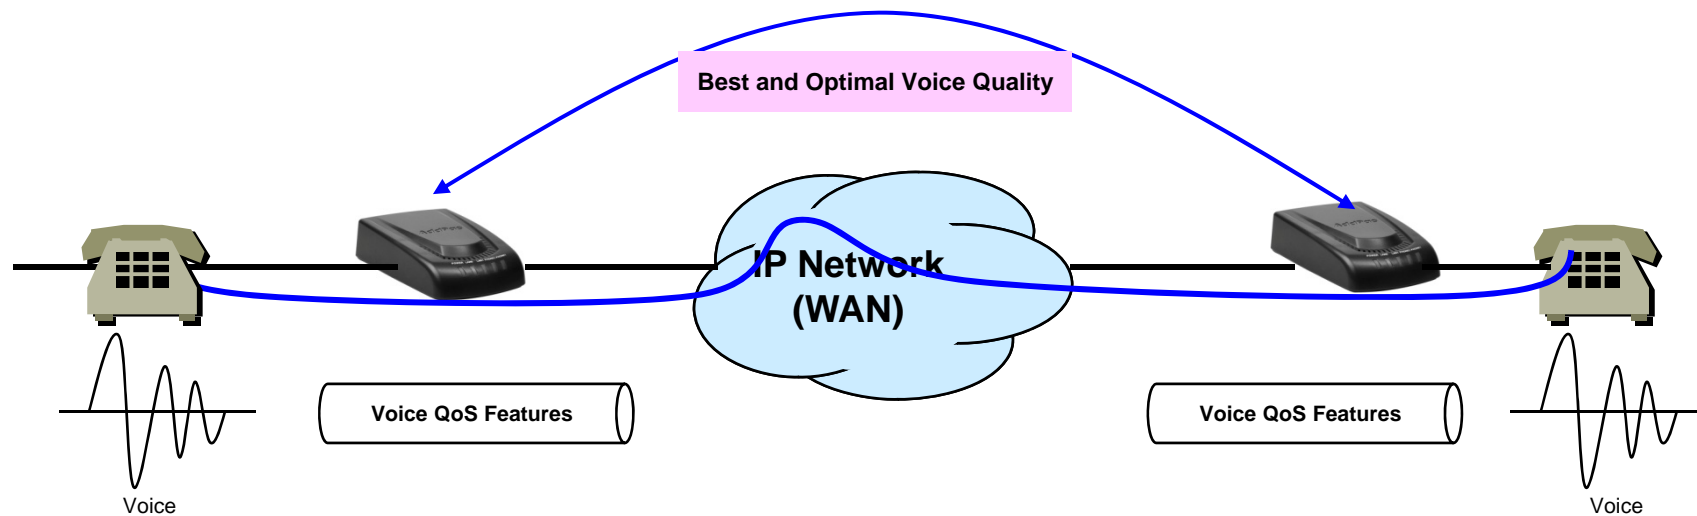 Best and Optimal Voice Quality
IP Network
(WAN)
Voice QoS Features
Voice QoS Features
Voice
Voice